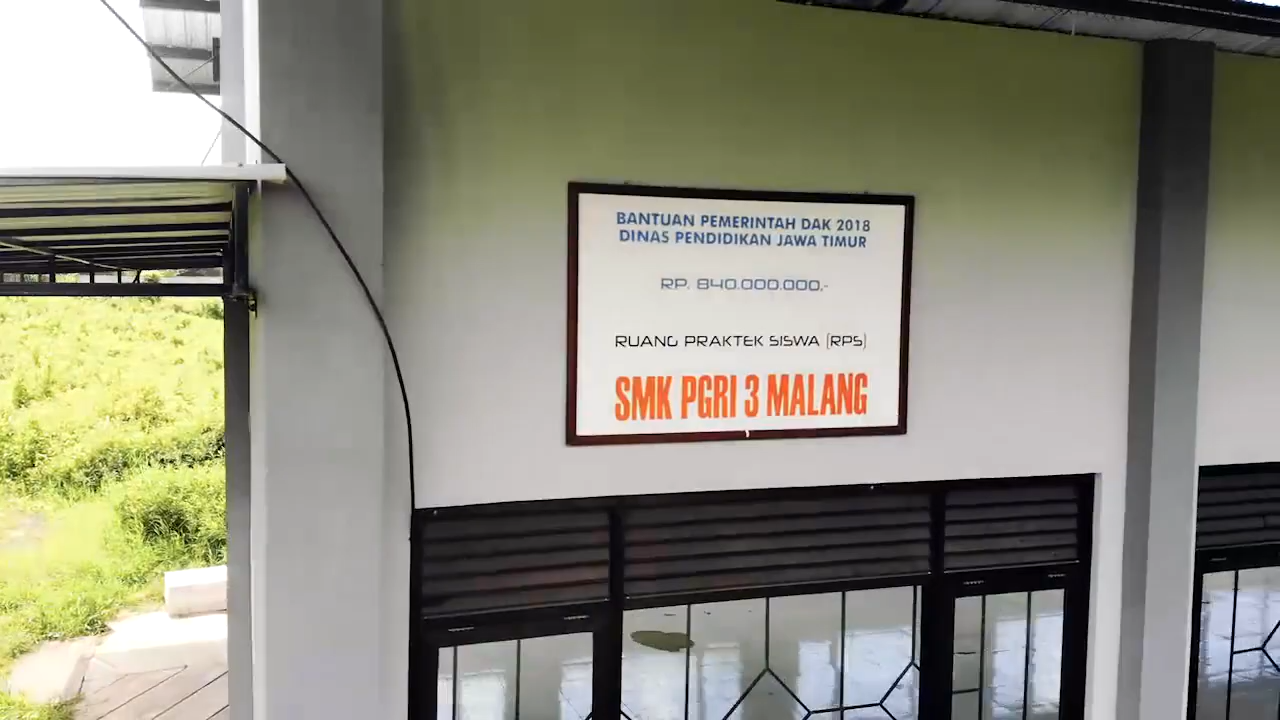 BANTUAN PEMERINTAH DAK 2018
DINAS PENDIDIKAN JAWA TIMUR
RP. 840.000.000,-
RUANG PRAKTEK SISWA (RPS)
SMK PGRI 3 MALANG